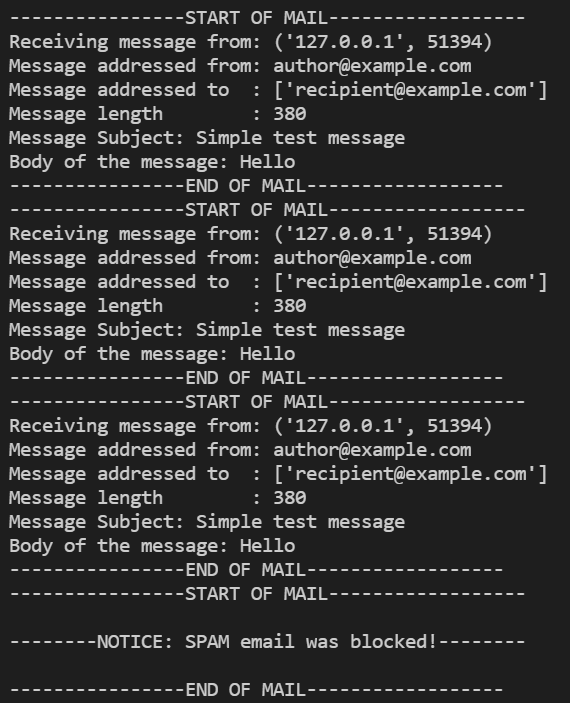 ----------------START OF MAIL------------------
Receiving message from: ('127.0.0.1', 51394)
Message addressed from: author@example.com
Message addressed to  : ['recipient@example.com']
Message length        : 380
Message Subject: Simple test message
Body of the message: Hello
----------------END OF MAIL------------------
----------------START OF MAIL------------------
Receiving message from: ('127.0.0.1', 51394)
Message addressed from: author@example.com
Message addressed to  : ['recipient@example.com']
Message length        : 380
Message Subject: Simple test message
Body of the message: Hello
----------------END OF MAIL------------------
----------------START OF MAIL------------------
Receiving message from: ('127.0.0.1', 51394)
Message addressed from: author@example.com
Message addressed to  : ['recipient@example.com']
Message length        : 380
Message Subject: Simple test message
Body of the message: Hello
----------------END OF MAIL------------------
----------------START OF MAIL------------------
--------NOTICE: SPAM email was blocked!--------
----------------END OF MAIL------------------